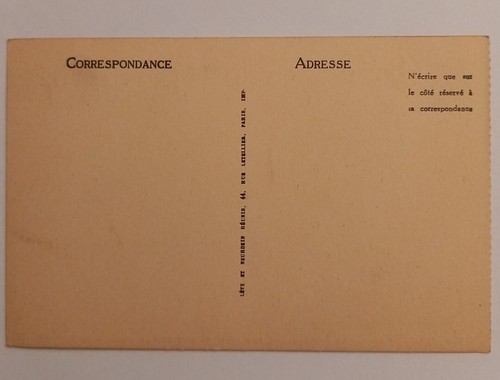 CORRESPONDANCE
ADRESSE
N'écrire que sur
le côté réservé à
la correspondance
LÉVY ET NEURDEIN RÉUNIS, 44, RUE LETELLIER, PARIS, IMP.